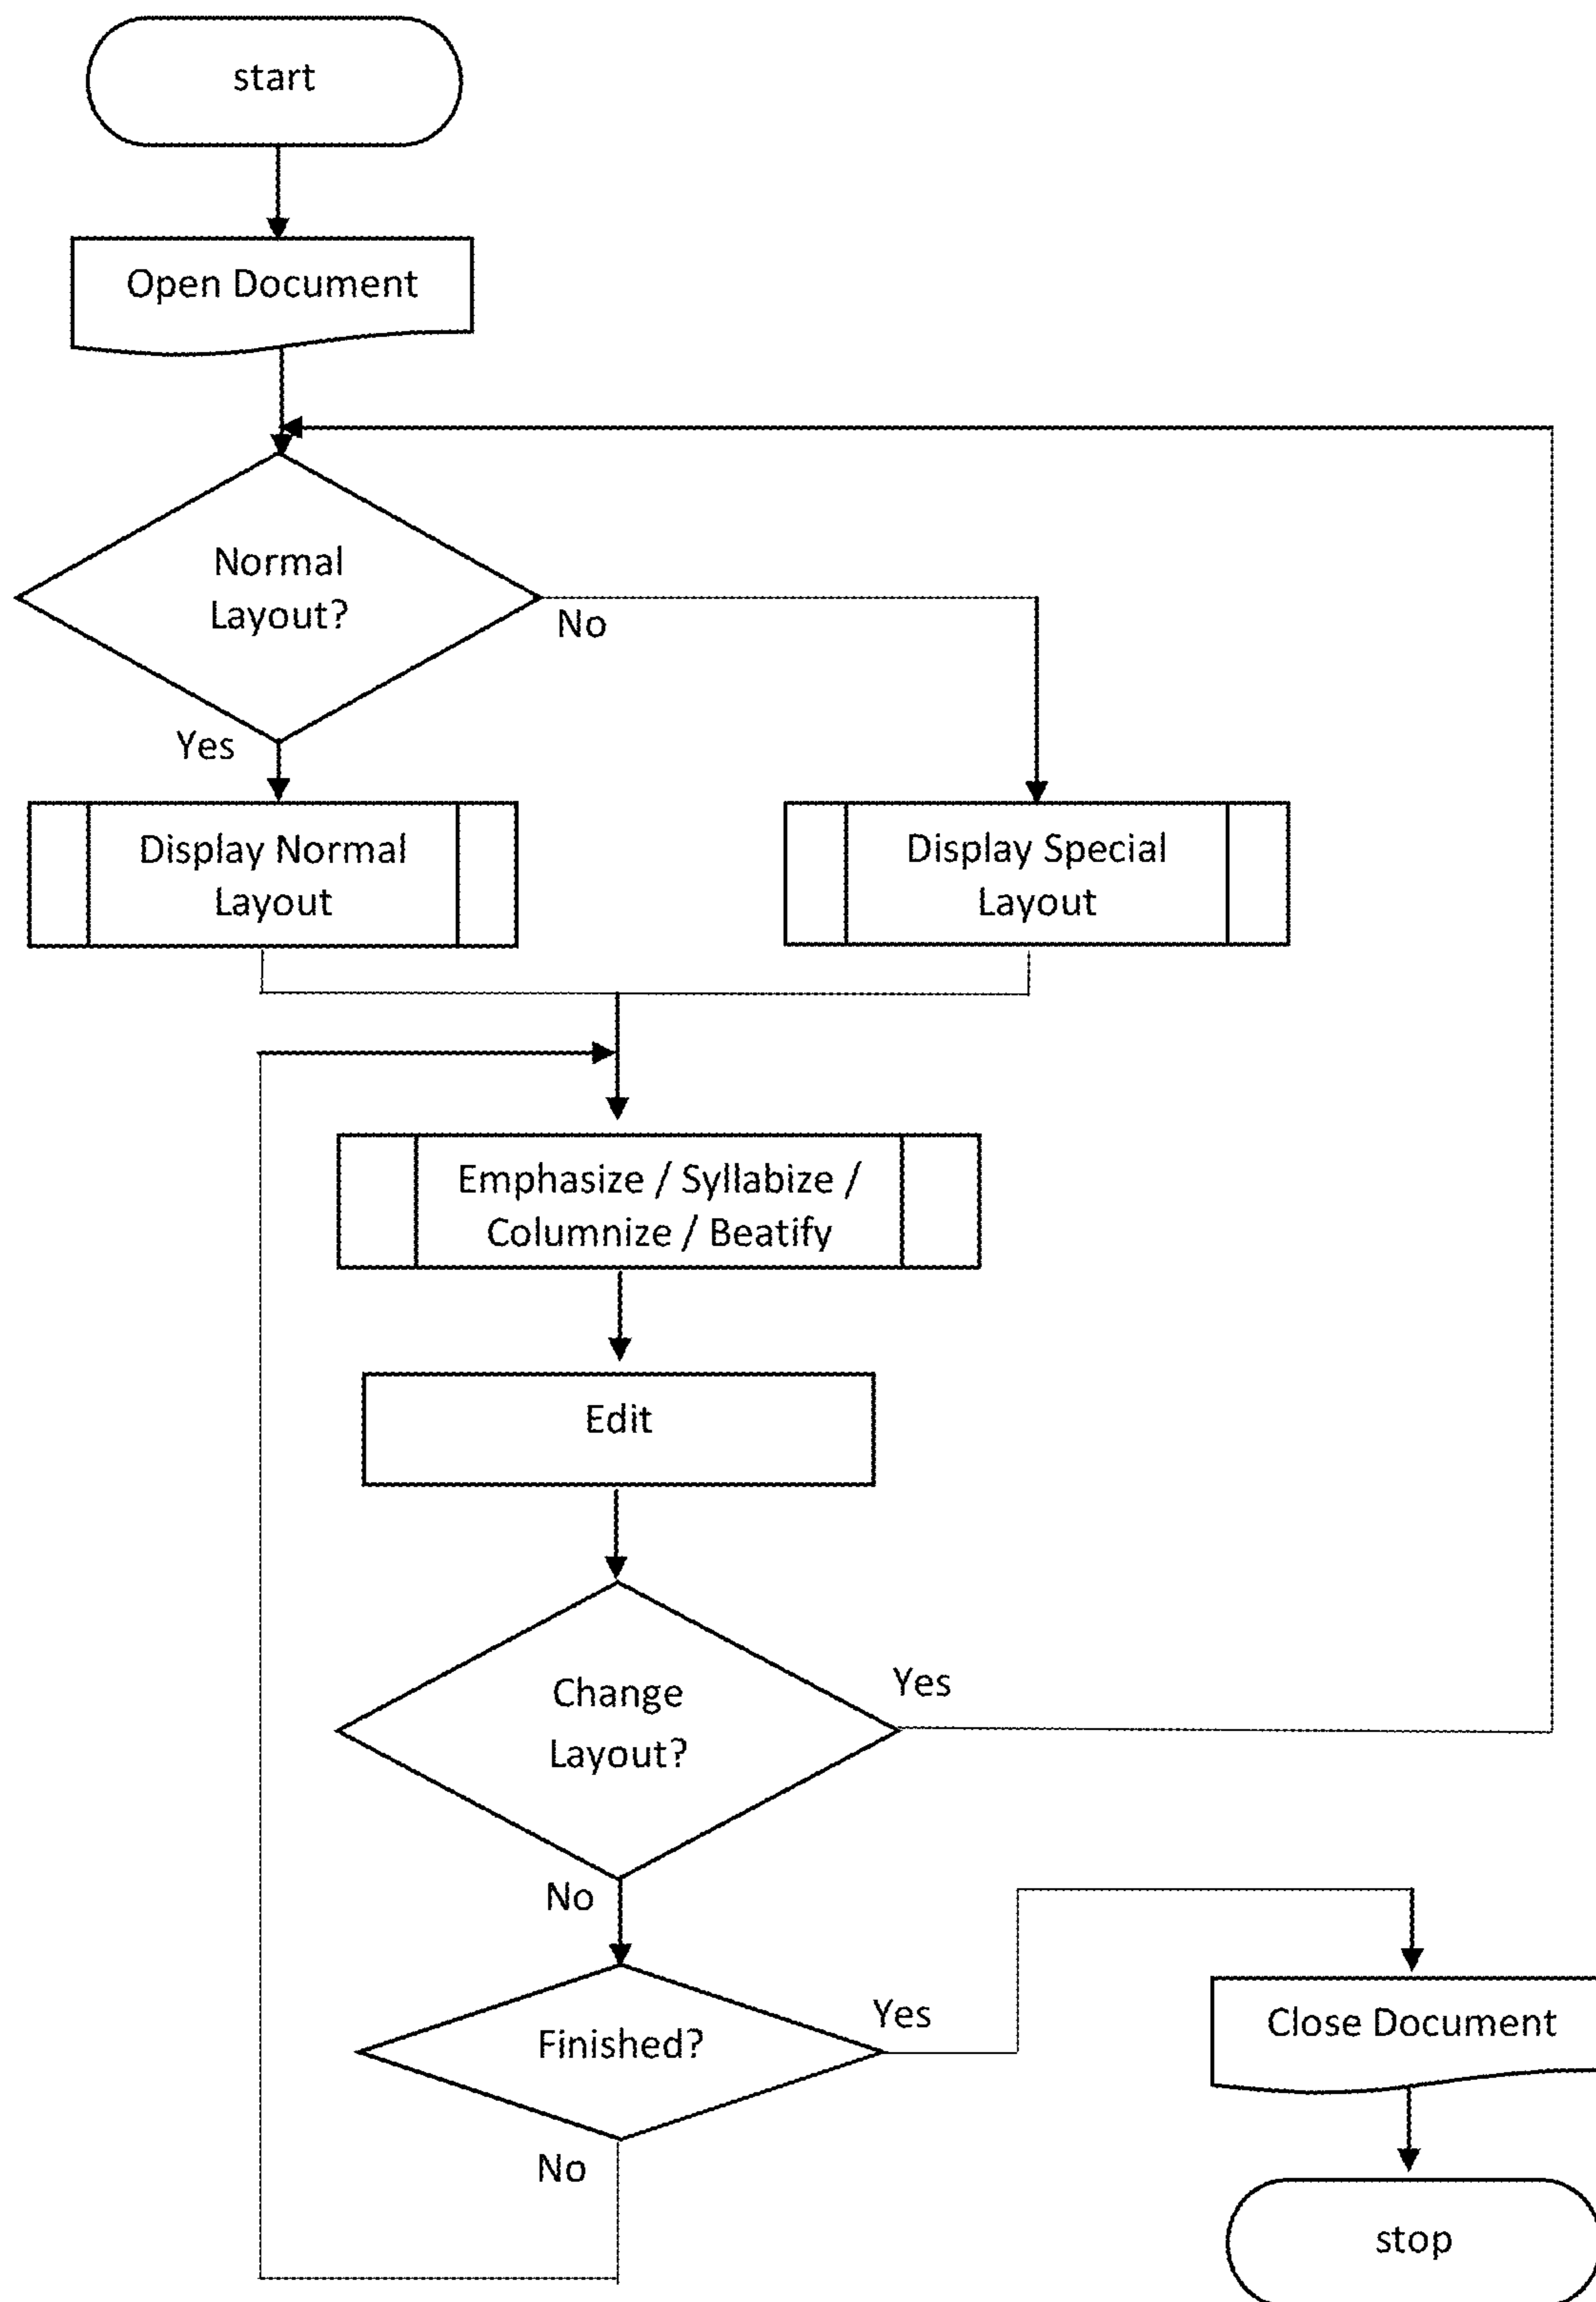 start
Open Document
Normal
Layout?
No
Yes
Display Normal
Layout
Display Special
Layout
Emphasize / Syllabize /
Columnize / Beatify
Edit
Change
Layout?
Yes
No
Finished?
Yes
No
Close Document
stop